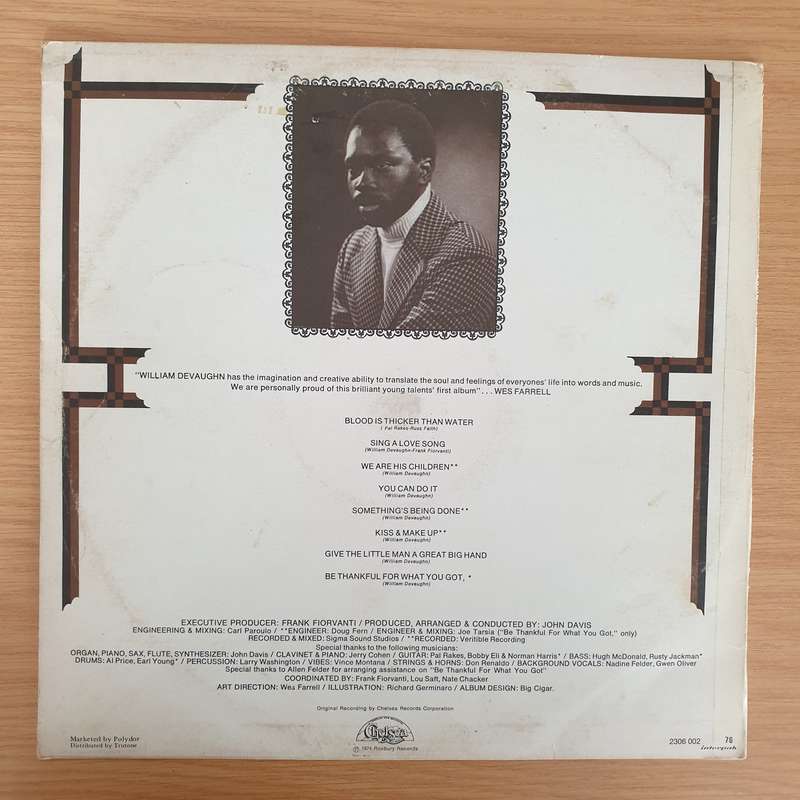 "WILLIAM DEVAUGHN has the imagination and creative ability to translate the soul and feelings of everyones' life into words and music.
We are personally proud of this brilliant young talents' first album" . . . WES FARRELL
BLOOD IS THICKER THAN WATER
( Pal Rakes-Russ Faith)
SING A LOVE SONG
(William Devaughn-Frank Fiorvanti)
WE ARE HIS CHILDREN**
(William Devaughn)
YOU CAN DO IT
(William Devaughn)
SOMETHING'S BEING DONE**
(William Devaughn)
KISS & MAKE UP**
(William Devaughn)
GIVE THE LITTLE MAN A GREAT BIG HAND
(William Devaughn)
BE THANKFUL FOR WHAT YOU GOT, *
(William Devaughn)
EXECUTIVE PRODUCER: FRANK FIORVANTI / PRODUCED, ARRANGED & CONDUCTED BY: JOHN DAVIS
ENGINEERING & MIXING: Carl Paroulo / **ENGINEER: Doug Fern / ENGINEER & MIXING: Joe Tarsia ("Be Thankful For What You Got," only)
RECORDED & MIXED: Sigma Sound Studios / **RECORDED: Veritible Recording
Special thanks to the following musicians:
ORGAN, PIANO, SAX, FLUTE, SYNTHESIZER: John Davis / CLAVINET & PIANO: Jerry Cohen / GUITAR: Pal Rakes, Bobby Eli & Norman Harris* / BASS: Hugh McDonald, Rusty Jackman*
DRUMS: Al Price, Earl Young* / PERCUSSION: Larry Washington / VIBES: Vince Montana / STRINGS & HORNS: Don Renaldo / BACKGROUND VOCALS: Nadine Felder, Gwen Oliver
Special thanks to Allen Felder for arranging assistance on "Be Thankful For What You Got"
COORDINATED BY: Frank Fiorvanti, Lou Saft, Nate Chacker.
ART DIRECTION: Wes Farrell / ILLUSTRATION: Richard Germinaro / ALBUM DESIGN: Big Cigar.
Original Recording by Chelsea Records Corporation
Chelsea
Ⓟ 1974 Roxbury Records
Marketed by Polydor
Distributed by Trutone
2306 002
76
interpak